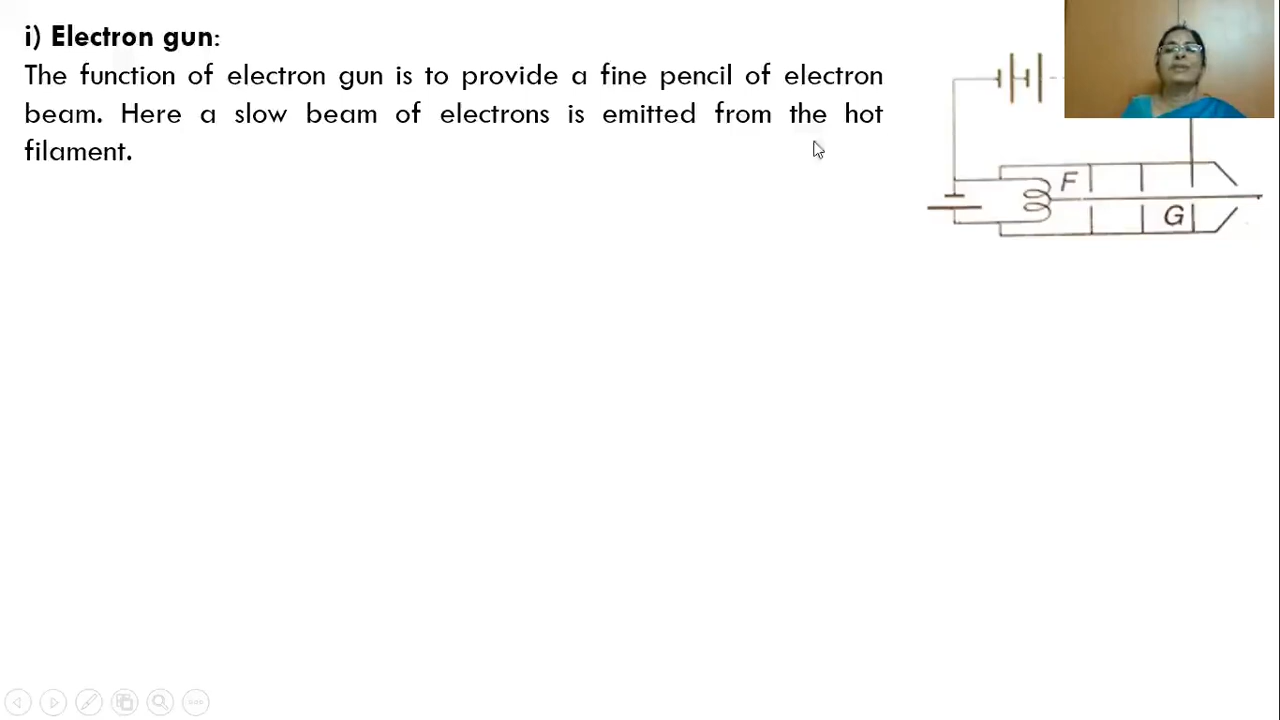 i) Electron gun:
The function of electron gun is to provide a fine pencil of electron
beam. Here a slow beam of electrons is emitted from the hot
filament.
F
G